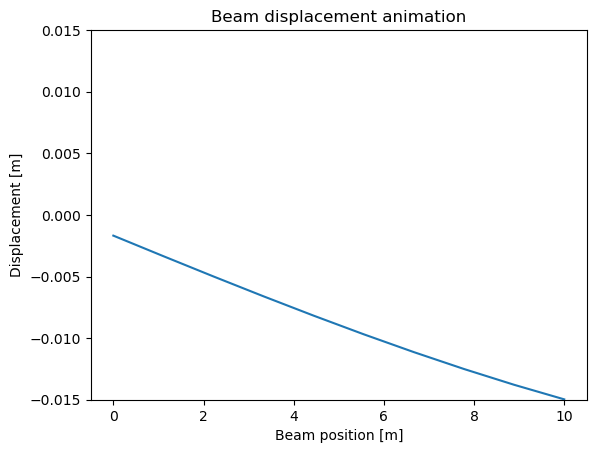 Beam displacement animation
0.015
0.010
0.005
0.000
−0.005
−0.010
−0.015
Displacement [m]
0 2 4 6 8 10
Beam position [m]